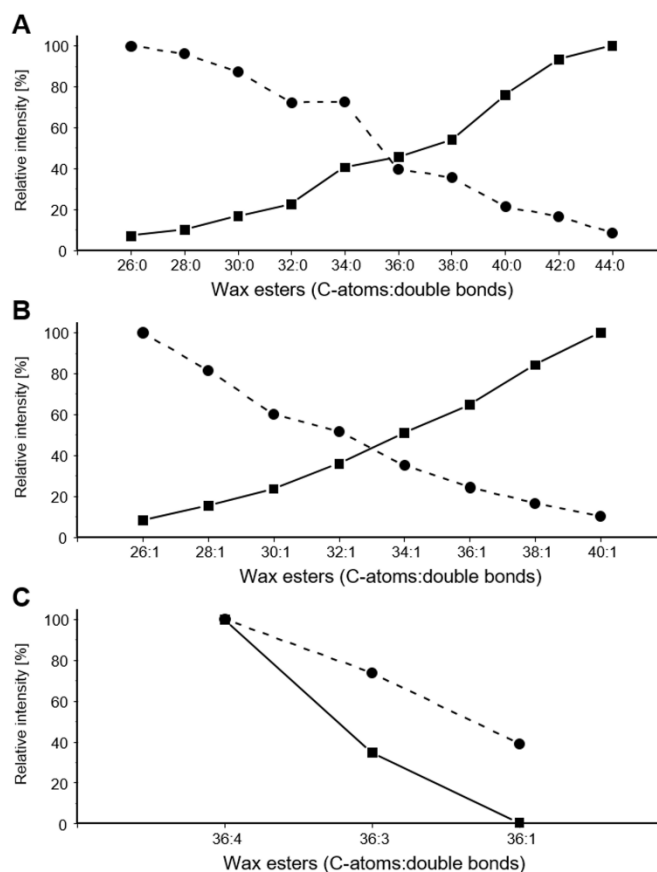 A
Relative intensity [%]
100
80
60
40
20
0
26:0 28:0 30:0 32:0 34:0 36:0 38:0 40:0 42:0 44:0
Wax esters (C-atoms:double bonds)
B
Relative intensity [%]
100
80
60
40
20
0
26:1 28:1 30:1 32:1 34:1 36:1 38:1 40:1
Wax esters (C-atoms:double bonds)
C
Relative intensity [%]
100
80
60
40
20
0
36:4 36:3 36:1
Wax esters (C-atoms:double bonds)